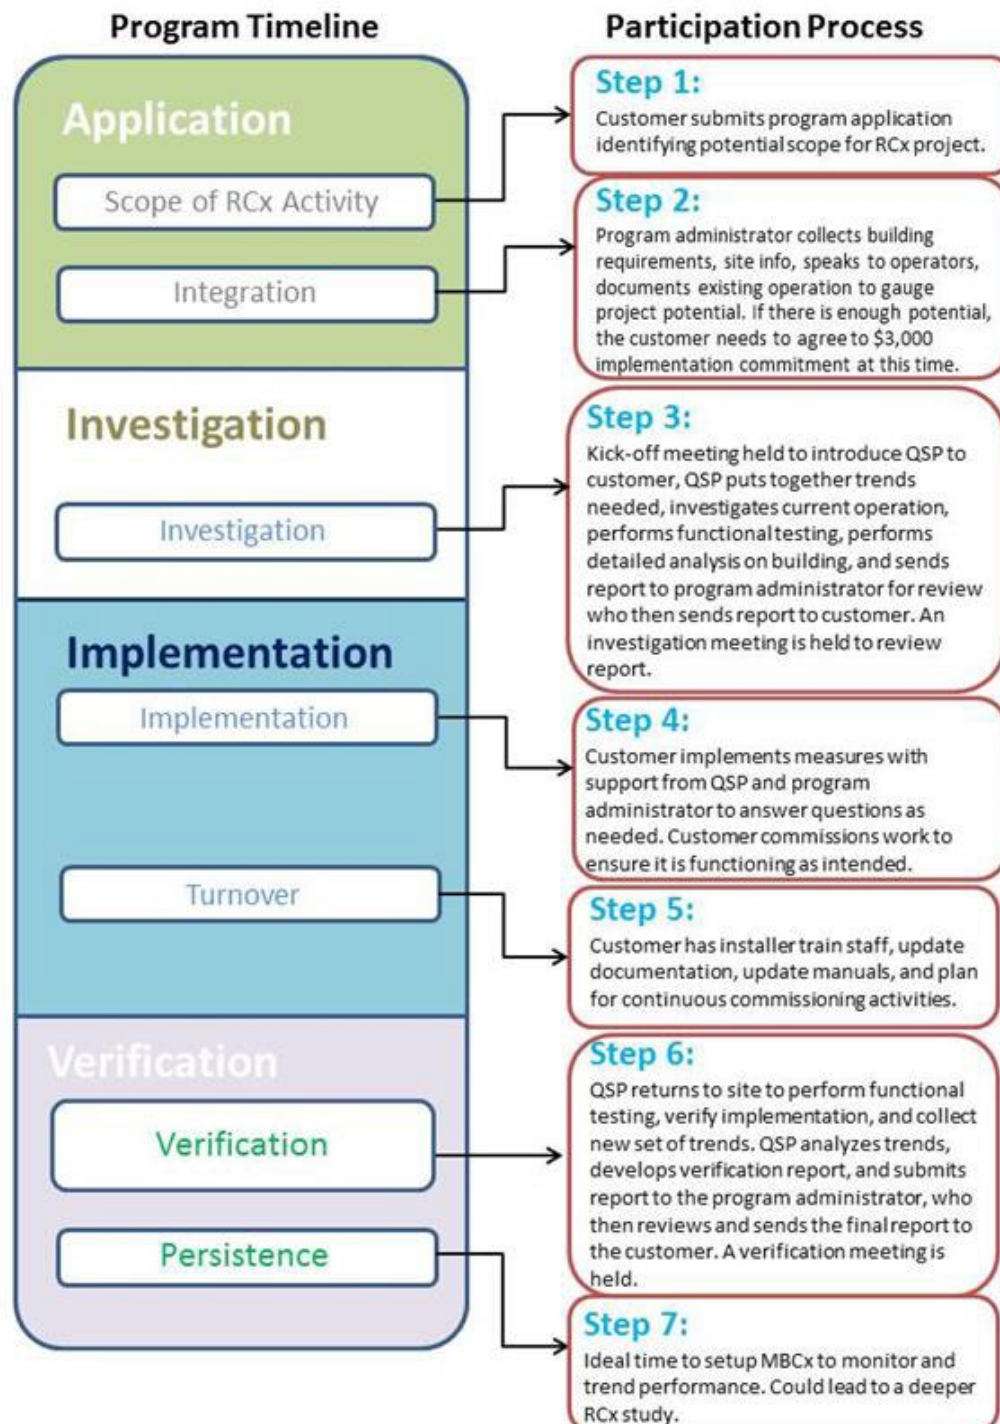 Program Timeline
Participation Process
Application
Scope of RCx Activity
Integration
Step 1:
Customer submits program application
identifying potential scope for RCx project.
Step 2:
Program administrator collects building
requirements, site info, speaks to operators,
documents existing operation to gauge
project potential. If there is enough potential,
the customer needs to agree to $3,000
implementation commitment at this time.
Investigation
Investigation
Step 3:
Kick-off meeting held to introduce QSP to
customer, QSP puts together trends
needed, investigates current operation,
performs functional testing, performs
detailed analysis on building, and sends
report to program administrator for review
who then sends report to customer. An
investigation meeting is held to review
report.
Implementation
Implementation
Turnover
Step 4:
Customer implements measures with
support from QSP and program
administrator to answer questions as
needed. Customer commissions work to
ensure it is functioning as intended.
Step 5:
Customer has installer train staff, update
documentation, update manuals, and plan
for continuous commissioning activities.
Verification
Verification
Persistence
Step 6:
QSP returns to site to perform functional
testing, verify implementation, and collect
new set of trends. QSP analyzes trends,
develops verification report, and submits
report to the program administrator, who
then reviews and sends the final report to
the customer. A verification meeting is
held.
Step 7:
Ideal time to setup MBCx to monitor and
trend performance. Could lead to a deeper
RCx study.